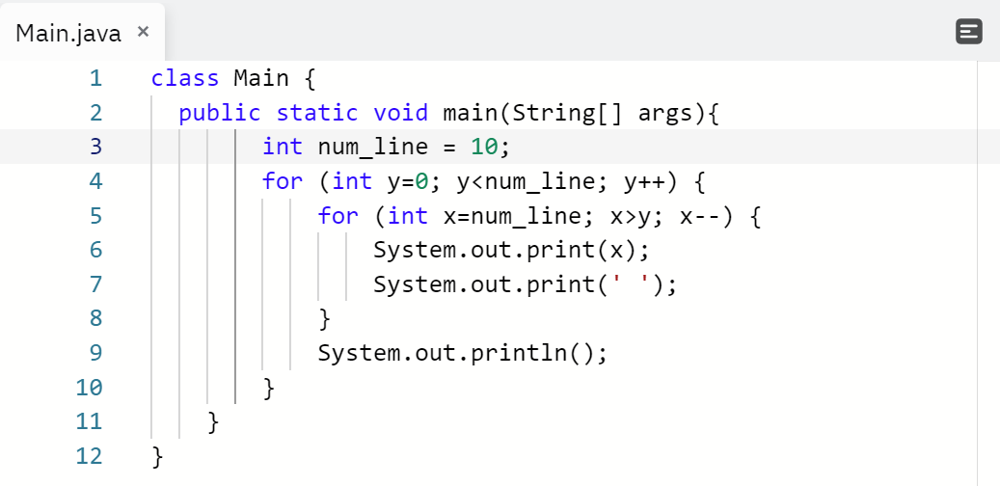 Main.java ×
1 class Main {
2 public static void main(String[] args){
3 int num_line = 10;
4 for (int y=0; y<num_line; y++) {
5 for (int x=num_line; x>y; x--) {
6 System.out.print(x);
7 System.out.print(' ');
8 }
9 System.out.println();
10 }
11 }
12 }